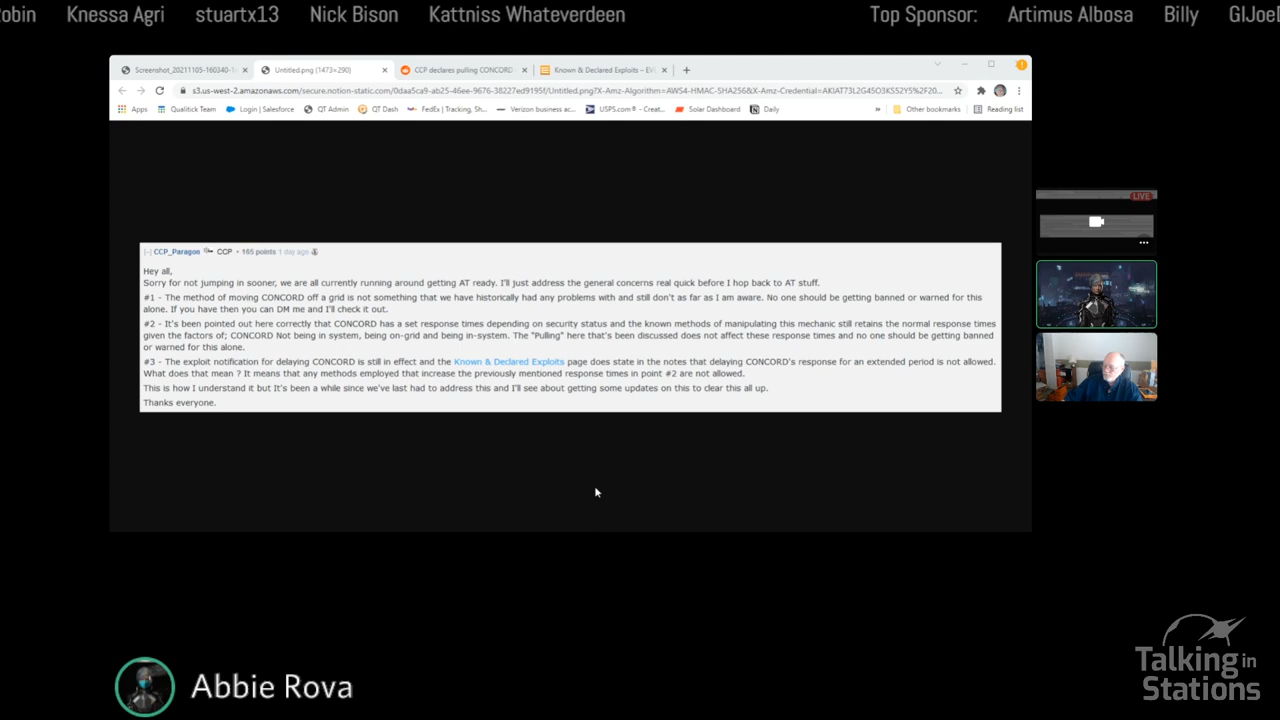 obin Knessa Agri stuartx13 Nick Bison Kattniss Whateverdeen Top Sponsor: Artimus Albosa Billy GIJoeL
Screenshot_20211105-160340-1 Untitled.png (1473×290) CCP declares pulling CONCORD Known & Declared Exploits – EVE
s3.us-west-2.amazonaws.com/secure.notion-static.com/0daa5ca9-ab25-46ee-9676-38227ed9195f/Untitled.png?X-Amz-Algorithm=AWS4-HMAC-SHA256&X-Amz-Credential=AKIAT73L2G45O3KS52Y5%2F20...
Apps Qualitick Team Login | Salesforce QT Admin QT Dash FedEx | Tracking, Sh... Verizon business ac... USPS.com® - Creat... Solar Dashboard Daily » Other bookmarks Reading list
LIVE
[-] CCP_Paragon CCP • 165 points 1 day ago
Hey all,
Sorry for not jumping in sooner, we are all currently running around getting AT ready. I'll just address the general concerns real quick before I hop back to AT stuff.
#1 - The method of moving CONCORD off a grid is not something that we have historically had any problems with and still don't as far as I am aware. No one should be getting banned or warned for this
alone. If you have then you can DM me and I'll check it out.
#2 - It's been pointed out here correctly that CONCORD has a set response times depending on security status and the known methods of manipulating this mechanic still retains the normal response times
given the factors of; CONCORD Not being in system, being on-grid and being in-system. The "Pulling" here that's been discussed does not affect these response times and no one should be getting banned
or warned for this alone.
#3 - The exploit notification for delaying CONCORD is still in effect and the Known & Declared Exploits page does state in the notes that delaying CONCORD's response for an extended period is not allowed.
What does that mean ? It means that any methods employed that increase the previously mentioned response times in point #2 are not allowed.
This is how I understand it but It's been a while since we've last had to address this and I'll see about getting some updates on this to clear this all up.
Thanks everyone.
Abbie Rova
Talking in
Stations